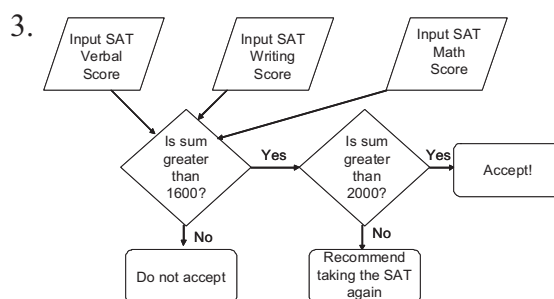 3.
Input SAT
Verbal
Score
Input SAT
Writing
Score
Input SAT
Math
Score
Is sum
greater
than
1600?
Yes
Is sum
greater
than
2000?
Yes
Accept!
No
No
Do not accept
Recommend
taking the SAT
again